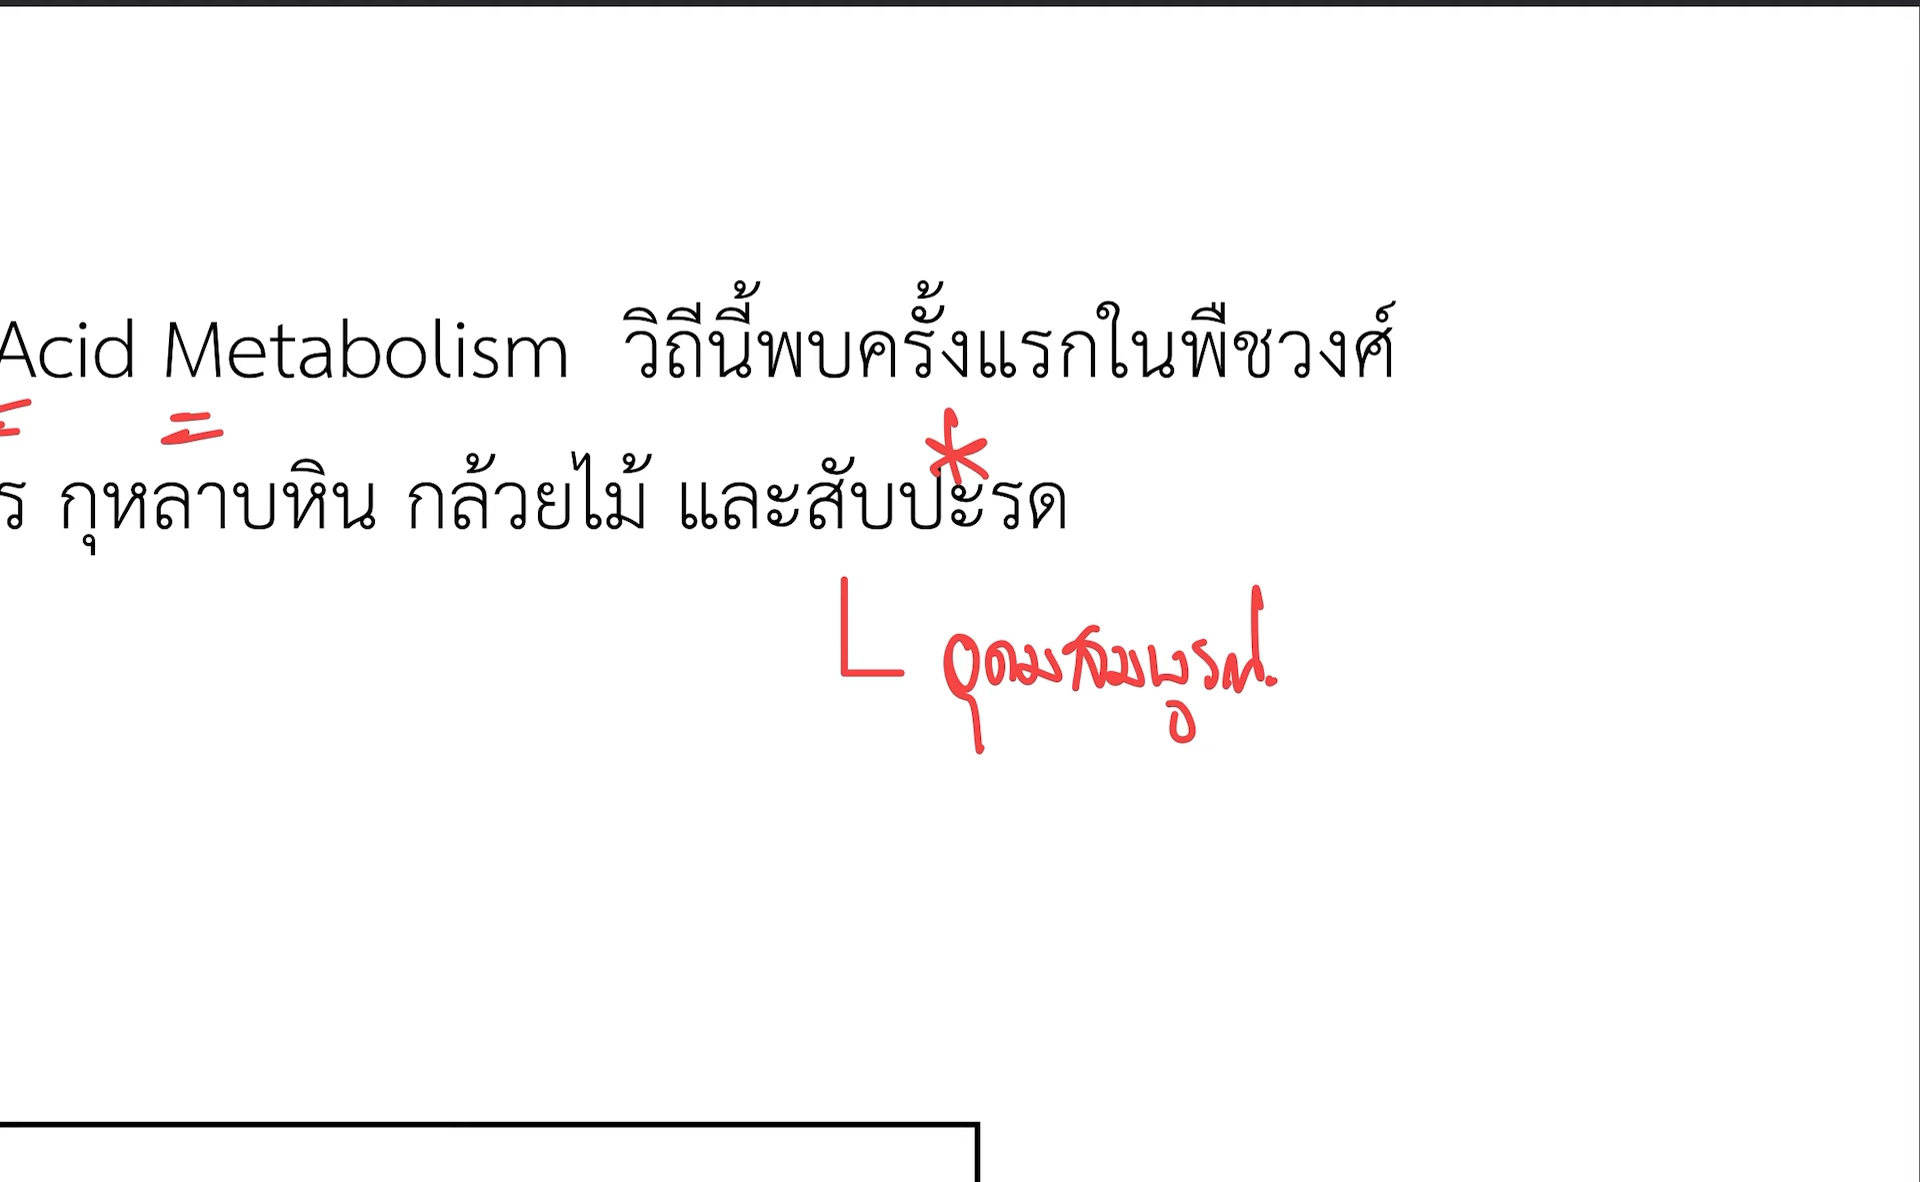 Acid Metabolism วิถีนี้พบครั้งแรกในพืชวงศ์
ร กุหลาบหิน กล้วยไม้ และสับปะรด
อุดมสมบูรณ์